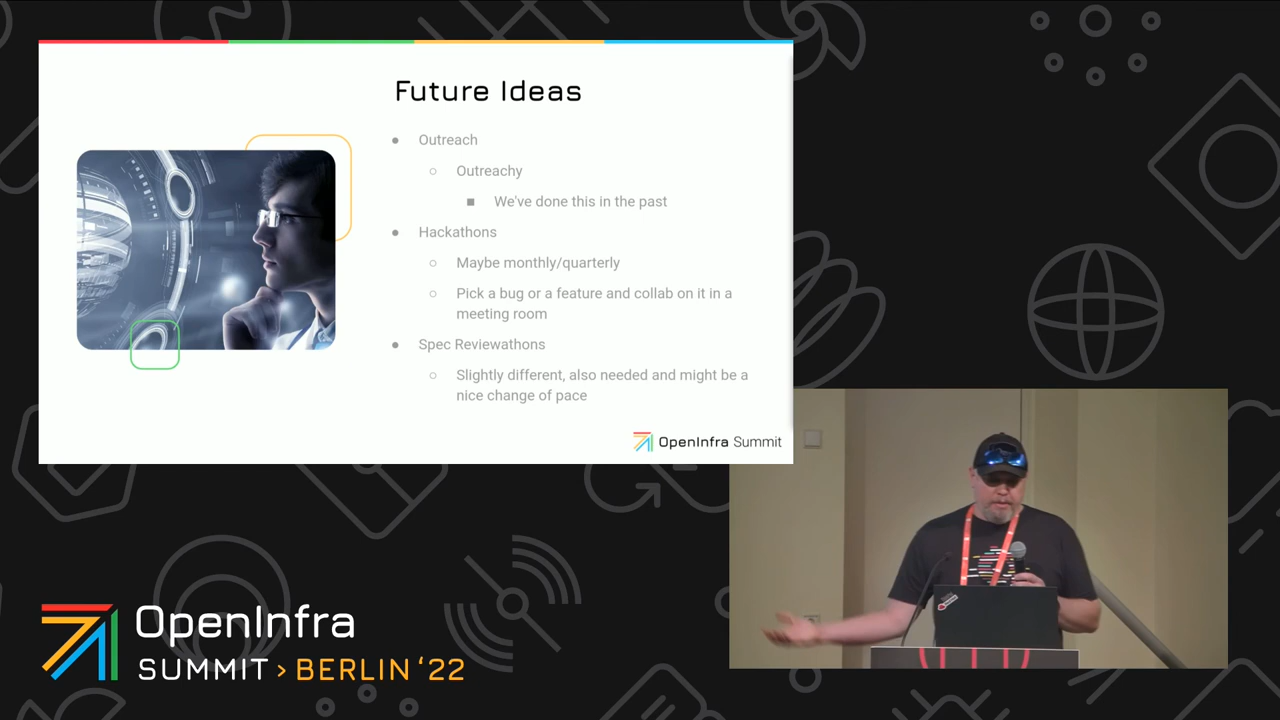 Future Ideas
Outreach
Outreachy
We've done this in the past
Hackathons
Maybe monthly/quarterly
Pick a bug or a feature and collab on it in a
meeting room
Spec Reviewathons
Slightly different, also needed and might be a
nice change of pace
OpenInfra Summit
OpenInfra
SUMMIT > BERLIN ‘22